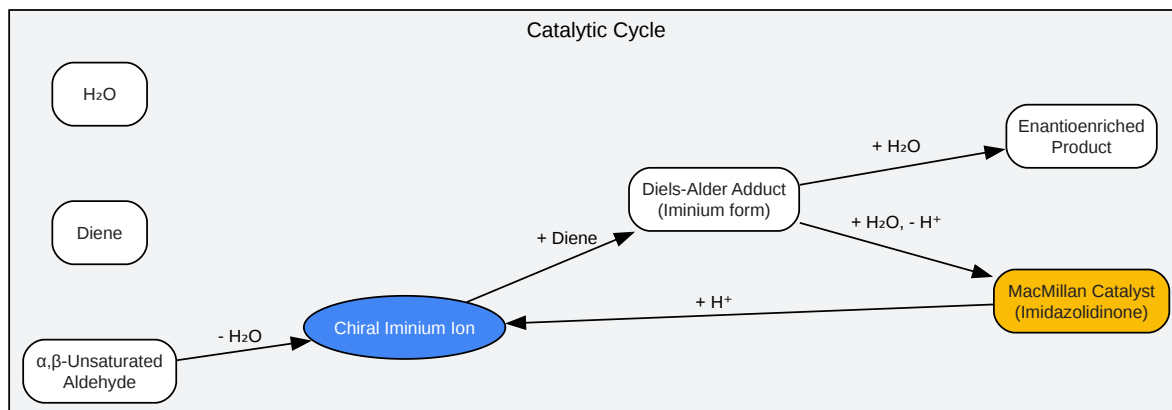 Catalytic Cycle
H₂O
Enantioenriched
Product
+ H₂O
Diels-Alder Adduct
(Iminium form)
Diene
+ H₂O, - H⁺
+ Diene
MacMillan Catalyst
(Imidazolidinone)
+ H⁺
Chiral Iminium Ion
- H₂O
α,β-Unsaturated
Aldehyde